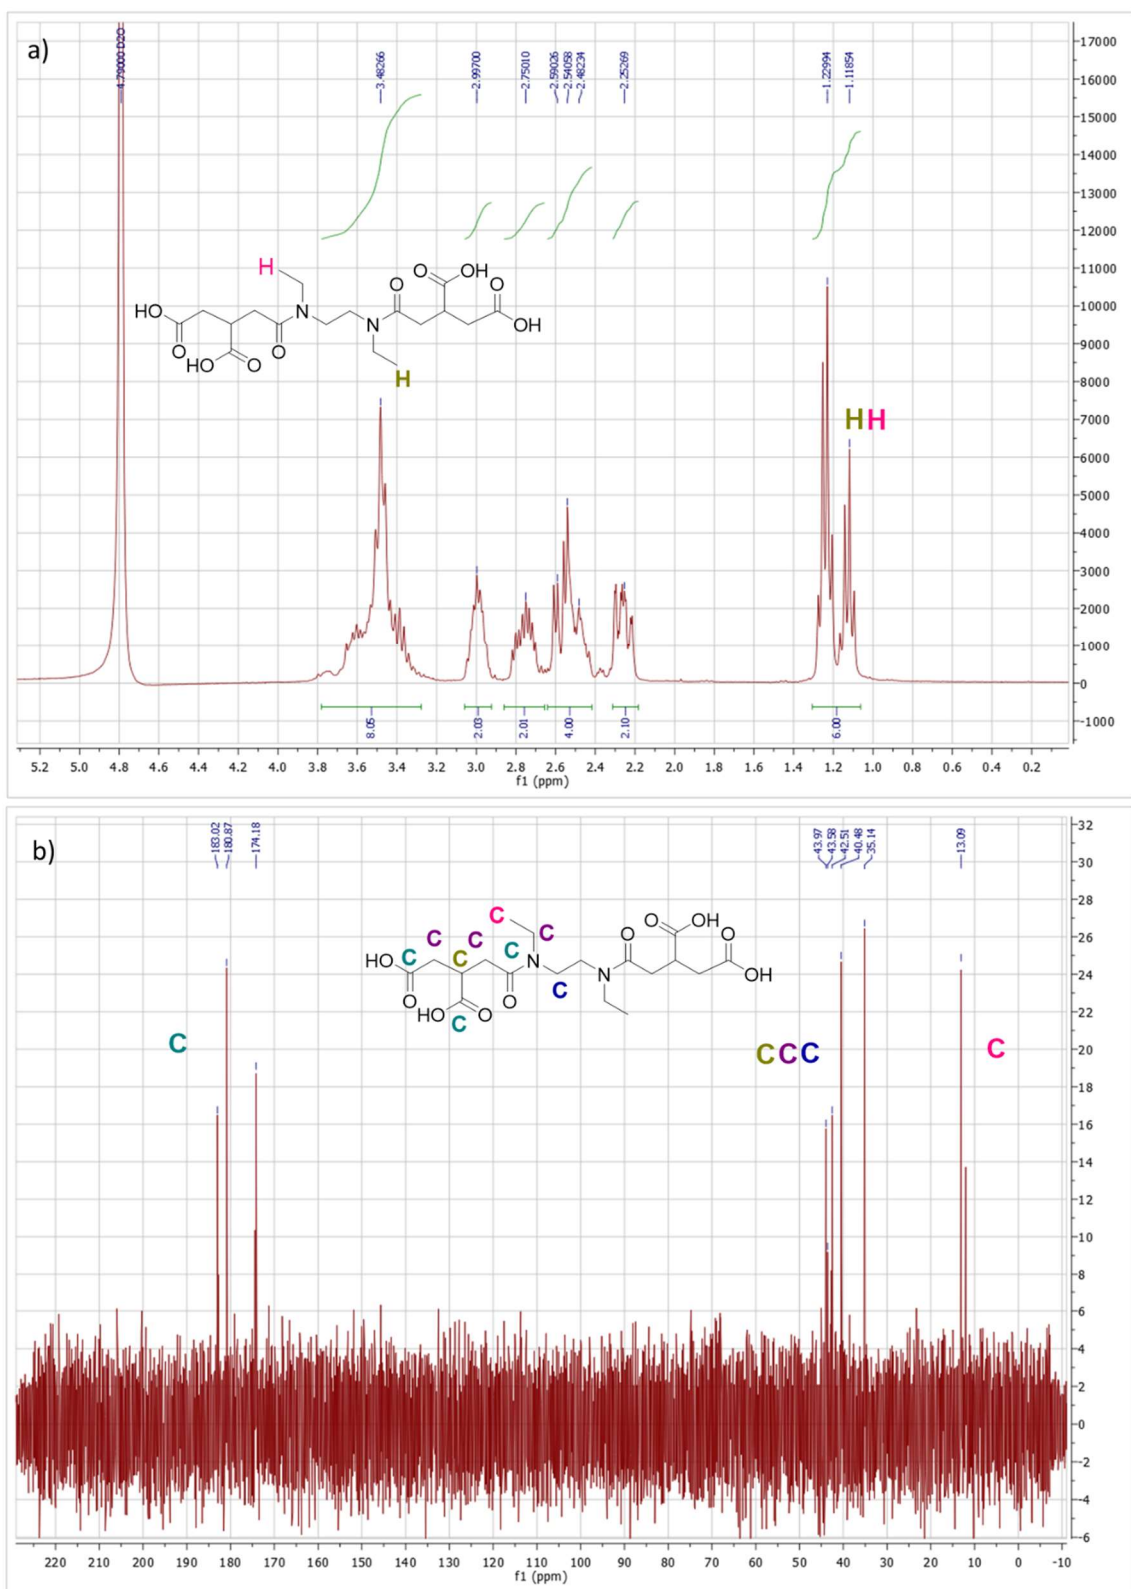 a)
4.79000 D2O
3.48266
2.99700
2.75010
2.59026
2.54058
2.48234
2.25269
1.22994
1.11854
17000
16000
15000
14000
13000
12000
11000
10000
9000
8000
7000
6000
5000
4000
3000
2000
1000
0
-1000
H
O
OH
O
HO
O
N
N
OH
O
HO
O
O
H
H H
8.05
2.03
2.01
4.00
2.10
6.00
5.2 5.0 4.8 4.6 4.4 4.2 4.0 3.8 3.6 3.4 3.2 3.0 2.8 2.6 2.4 2.2 2.0 1.8 1.6 1.4 1.2 1.0 0.8 0.6 0.4 0.2
f1 (ppm)
b)
183.02
180.87
174.18
43.97
43.58
42.51
40.48
35.14
13.09
32
30
28
26
24
22
20
18
16
14
12
10
8
6
4
2
0
-2
-4
-6
C
O
OH
C
C
C
C
O
O
HO
C
C
N
N
OH
O
HO
O
O
C
C
C
C C C
C
220 210 200 190 180 170 160 150 140 130 120 110 100 90 80 70 60 50 40 30 20 10 0 -10
f1 (ppm)